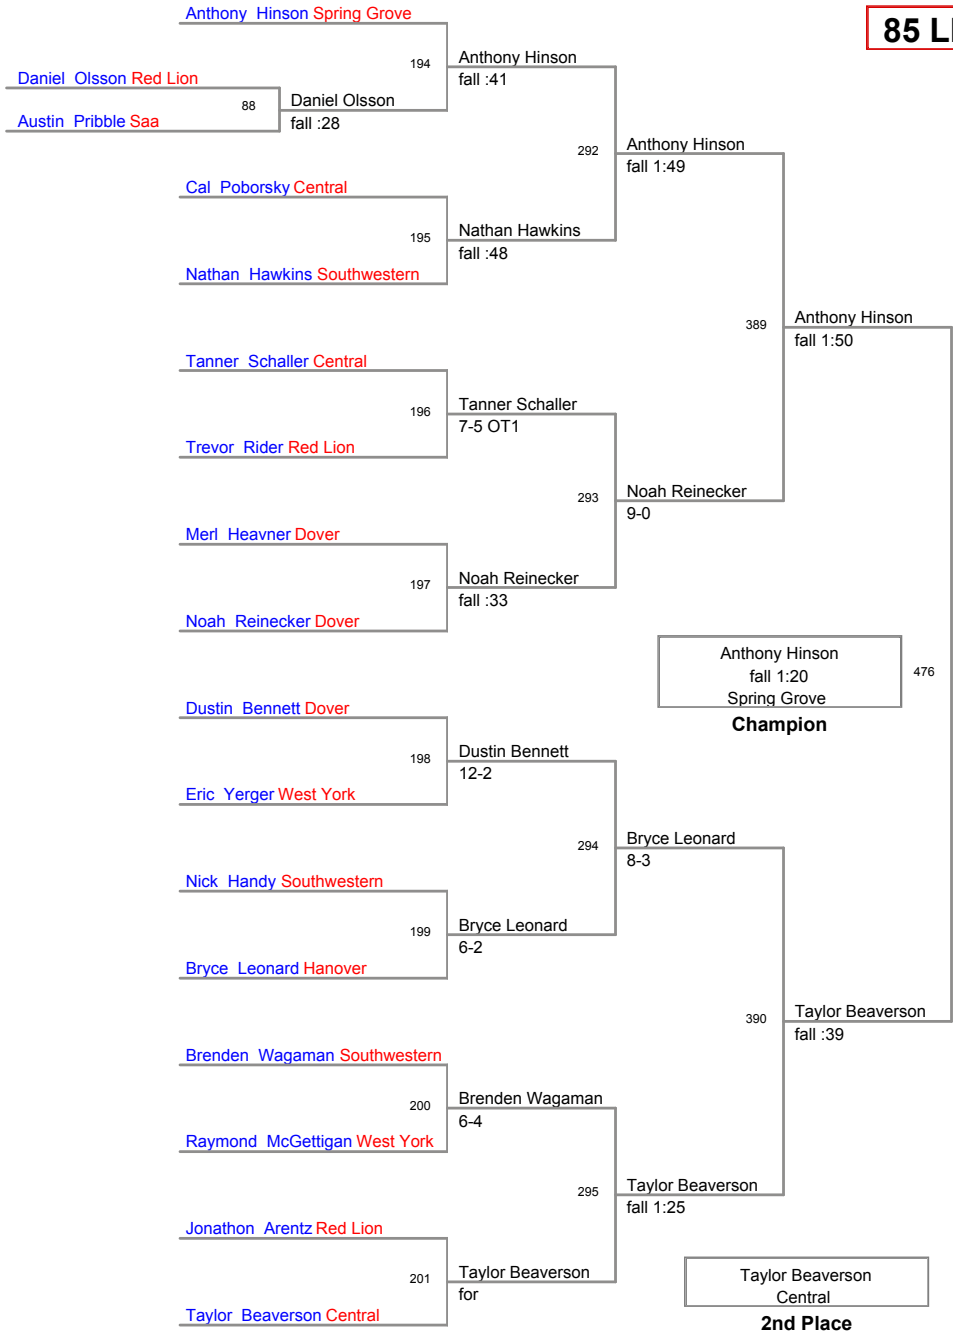 Anthony Hinson Spring Grove
85 L
194
Anthony Hinson
fall :41
Daniel Olsson Red Lion
88
Daniel Olsson
fall :28
Austin Pribble Saa
292
Anthony Hinson
fall 1:49
Cal Poborsky Central
195
Nathan Hawkins
fall :48
Nathan Hawkins Southwestern
389
Anthony Hinson
fall 1:50
Tanner Schaller Central
196
Tanner Schaller
7-5 OT1
Trevor Rider Red Lion
293
Noah Reinecker
9-0
Merl Heavner Dover
197
Noah Reinecker
fall :33
Noah Reinecker Dover
Anthony Hinson
fall 1:20
Spring Grove
476
Champion
Dustin Bennett Dover
198
Dustin Bennett
12-2
Eric Yerger West York
294
Bryce Leonard
8-3
Nick Handy Southwestern
199
Bryce Leonard
6-2
Bryce Leonard Hanover
390
Taylor Beaverson
fall :39
Brenden Wagaman Southwestern
200
Brenden Wagaman
6-4
Raymond McGettigan West York
295
Taylor Beaverson
fall 1:25
Jonathon Arentz Red Lion
201
Taylor Beaverson
for
Taylor Beaverson Central
Taylor Beaverson
Central
2nd Place